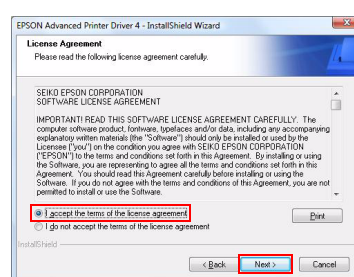 EPSON Advanced Printer Driver 4 - InstallShield Wizard
License Agreement
Please read the following license agreement carefully.
SEIKO EPSON CORPORATION
SOFTWARE LICENSE AGREEMENT
IMPORTANT! READ THIS SOFTWARE LICENSE AGREEMENT CAREFULLY. The
computer software product, fontware, typefaces and/or data, including any accompanying
explanatory written materials (the "Software") should only be installed or used by the
Licensee ("you") on the condition you agree with SEIKO EPSON CORPORATION
("EPSON") to the terms and conditions set forth in this Agreement. By installing or using
the Software, you are representing to agree all the terms and conditions set forth in this
Agreement. You should read this Agreement carefully before installing or using the
Software. If you do not agree with the terms and conditions of this Agreement, you are not
permitted to install or use the Software.
I accept the terms of the license agreement
Print
I do not accept the terms of the license agreement
InstallShield
< Back
Next >
Cancel